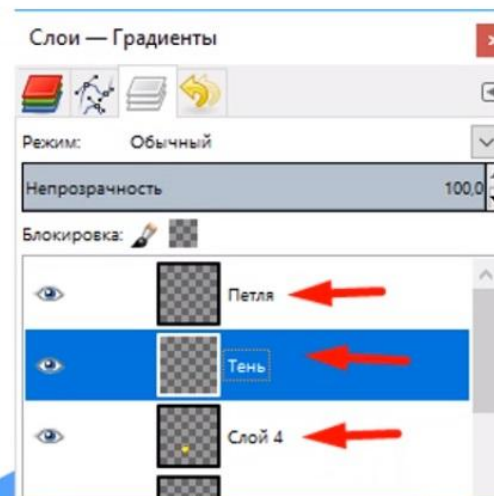 Слои — Градиенты
Режим: Обычный
Непрозрачность 100,0
Блокировка:
Петля
Тень
Слой 4